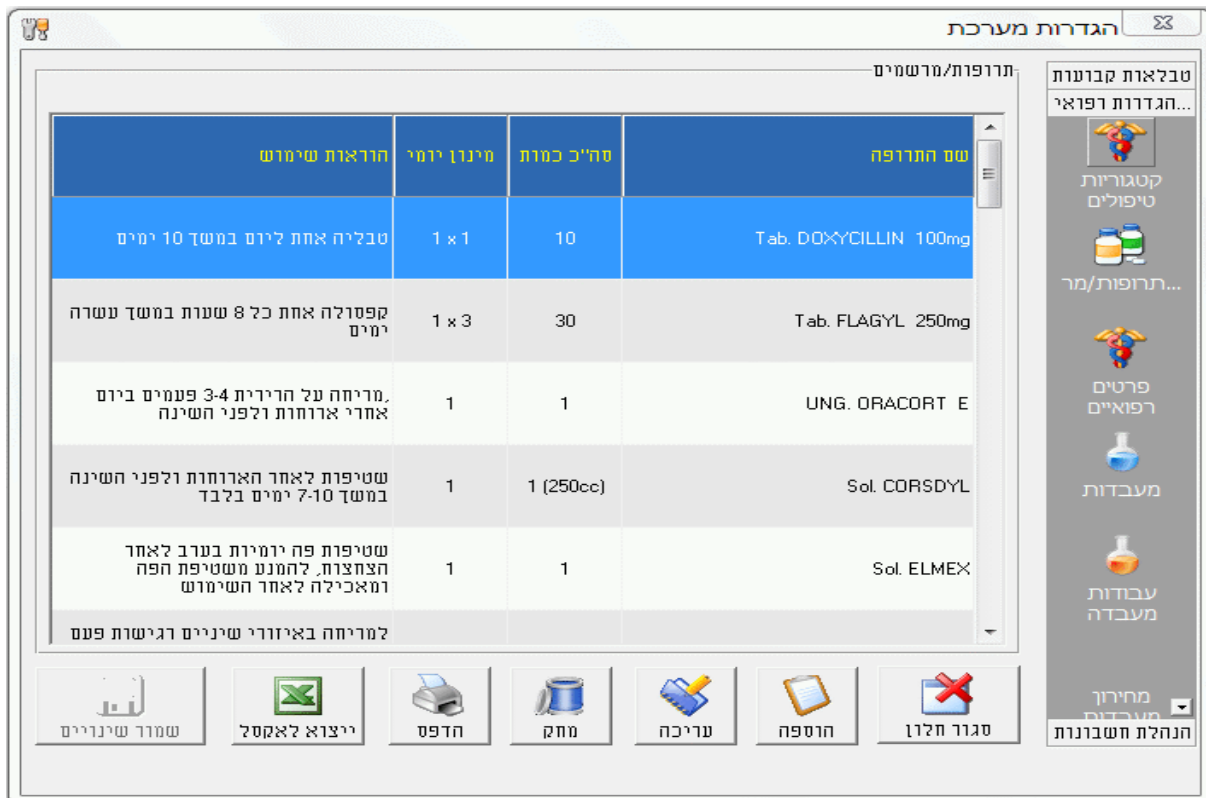 הגדרות מערכת
טבלאות קבועות
הגדרות רפואי...
קטגוריות
טיפולים
תרופות/מר...
פרטים
רפואיים
מעבדות
עבודות
מעבדה
מחירון
מעבדות
הנהלת חשבונות
תרופות/מרשמים
שם התרופה סה"כ כמות מינון יומי הוראות שימוש
Tab. DOXYCILLIN 100mg 10 1 x 1 טבליה אחת ליום במשך 10 ימים
Tab. FLAGYL 250mg 30 1 x 3 קפסולה אחת כל 8 שעות במשך עשרה
ימים
UNG. ORACORT E 1 1 מריחה על הרירית 3-4 פעמים ביום,
אחרי ארוחות ולפני השינה
Sol. CORSDYL 1 (250cc) 1 שטיפות לאחר הארוחות ולפני השינה
במשך 7-10 ימים בלבד
Sol. ELMEX 1 1 שטיפות פה יומיות בערב לאחר
הצחצוח, להמנע משטיפת הפה
ומאכילה לאחר השימוש
למריחה באיזורי שיניים רגישות פעם
סגור חלון הוספה עריכה מחק הדפס ייצוא לאקסל שמור שינויים